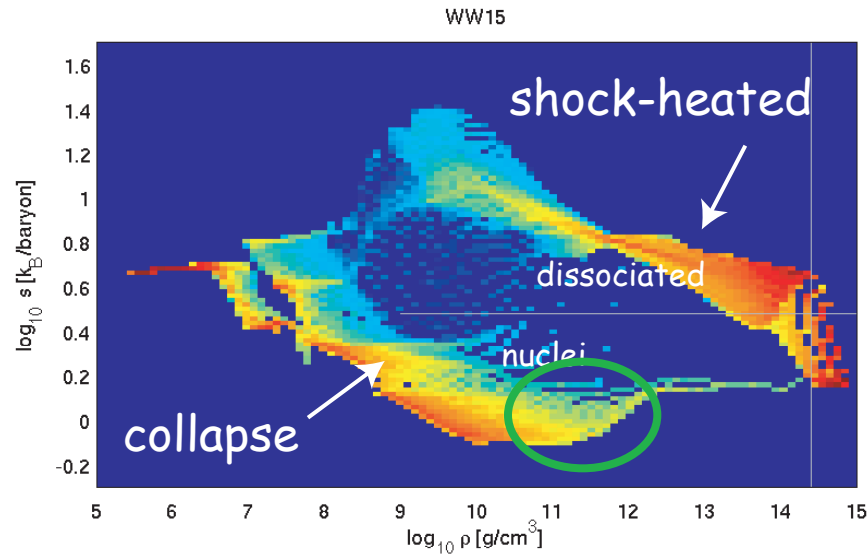 WW15
1.6
1.4
1.2
1
0.8
0.6
0.4
0.2
0
-0.2
log₁₀ s [k_B/baryon]
shock-heated
dissociated
nuclei
collapse
5 6 7 8 9 10 11 12 13 14 15
log₁₀ ρ [g/cm³]